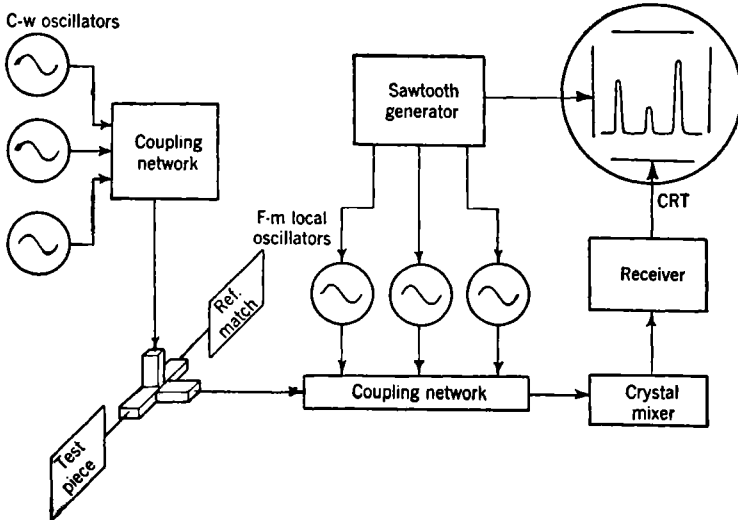 C-w oscillators
Coupling
network
Sawtooth
generator
CRT
F-m local
oscillators
Receiver
Ref.
match
Coupling network
Crystal
mixer
Test
piece